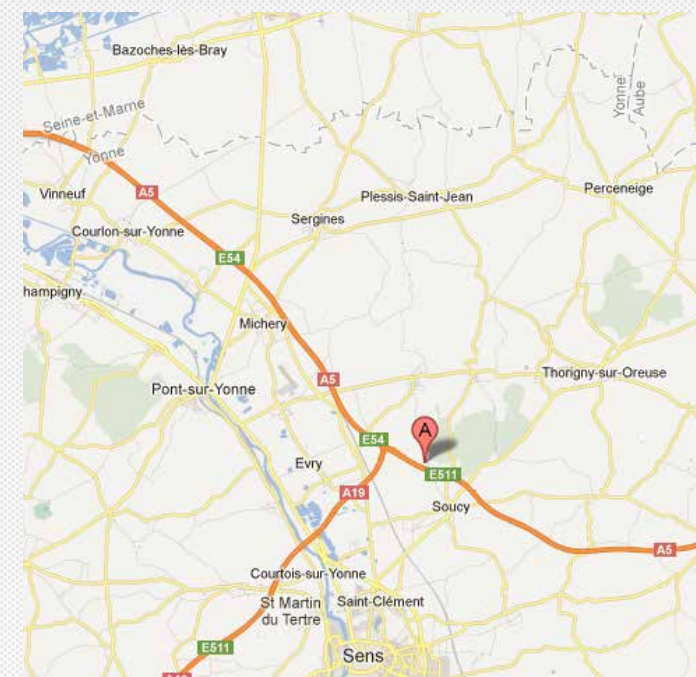 Bazoches-lès-Bray
Seine-et-Marne
Yonne
Yonne
Aube
A5
Vinneuf
Plessis-Saint-Jean
Perceneige
Sergines
Courlon-sur-Yonne
E54
hampigny
Michery
A5
Thorigny-sur-Oreuse
Pont-sur-Yonne
A
E54
Evry
E511
A19
Soucy
A5
Courtois-sur-Yonne
St Martin
du Tertre
Saint-Clément
E511
Sens